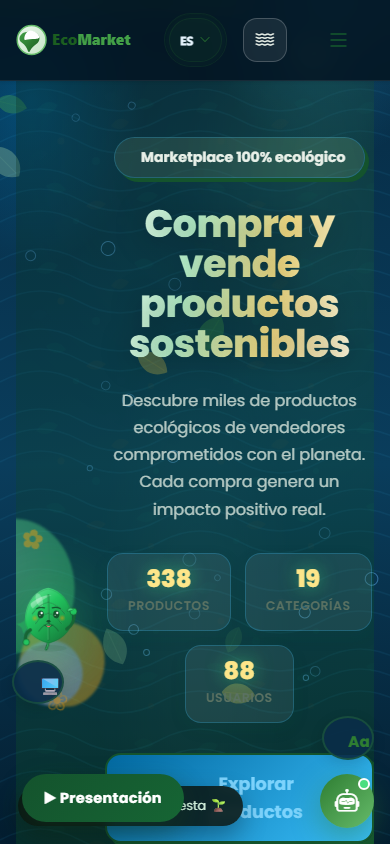 EcoMarket
ES
Marketplace 100% ecológico
Compra y
vende
productos
sostenibles
Descubre miles de productos
ecológicos de vendedores
comprometidos con el planeta.
Cada compra genera un
impacto positivo real.
338
PRODUCTOS
19
CATEGORÍAS
88
USUARIOS
Aa
Explorar
Presentación